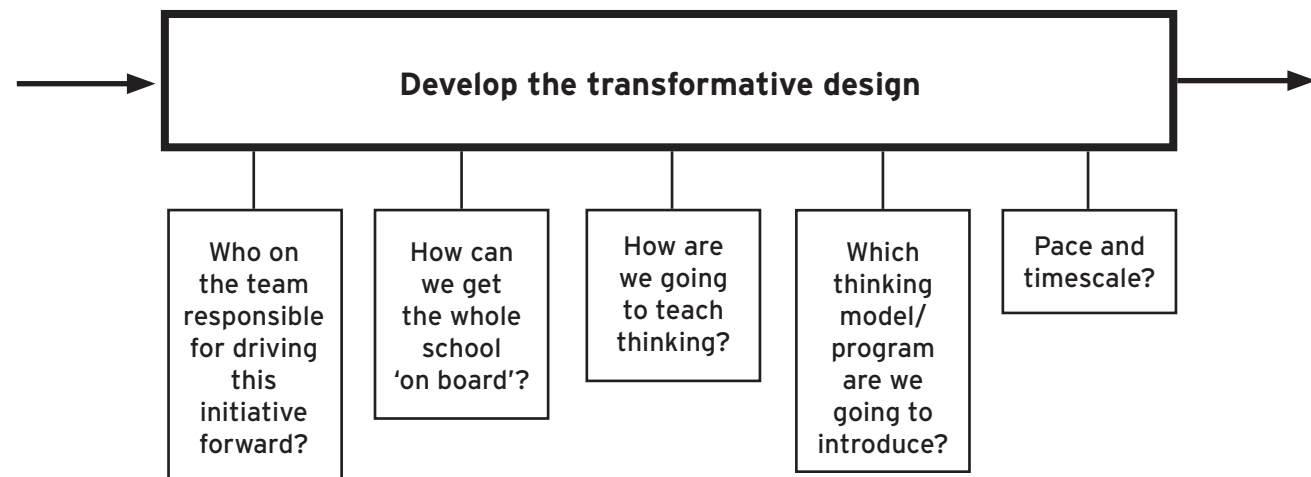 Develop the transformative design
Who on
the team
responsible
for driving
this
initiative
forward?
How can
we get
the whole
school
‘on board’?
How are
we going
to teach
thinking?
Which
thinking
model/
program
are we
going to
introduce?
Pace and
timescale?